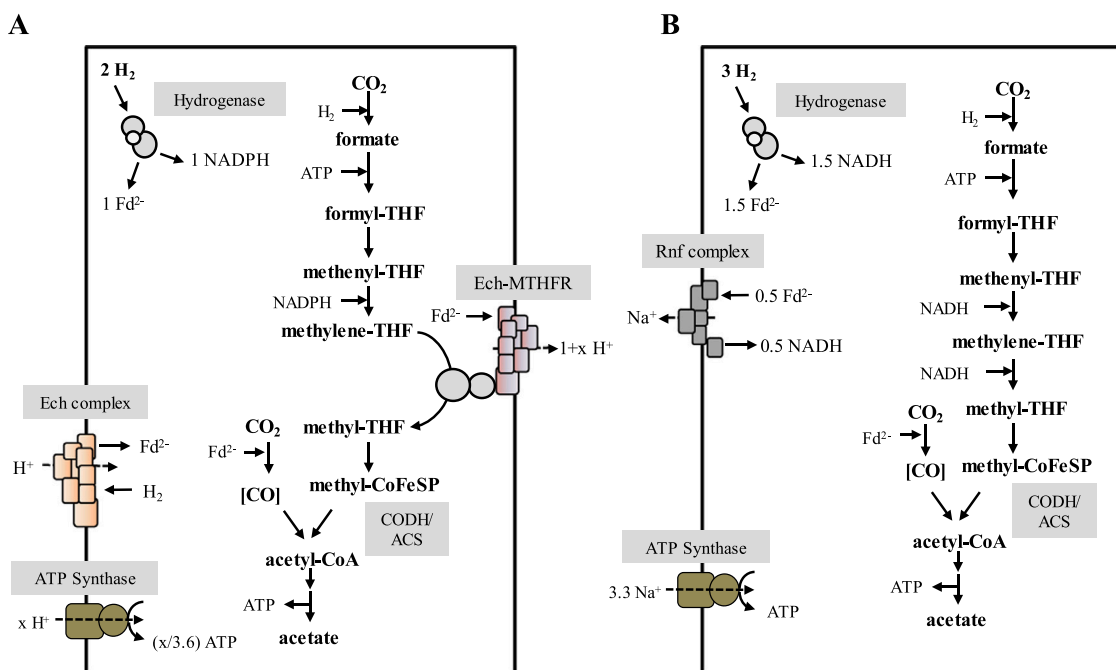 A
2 H₂
Hydrogenase
1 NADPH
1 Fd²⁻
CO₂
H₂
formate
ATP
formyl-THF
methenyl-THF
NADPH
methylene-THF
Ech-MTHFR
Fd²⁻
1+x H⁺
Ech complex
Fd²⁻
H⁺
H₂
CO₂
Fd²⁻
[CO]
methyl-THF
methyl-CoFeSP
CODH/
ACS
acetyl-CoA
ATP
acetate
ATP Synthase
x H⁺
(x/3.6) ATP
B
3 H₂
Hydrogenase
1.5 NADH
1.5 Fd²⁻
CO₂
H₂
formate
ATP
formyl-THF
methenyl-THF
NADH
methylene-THF
NADH
methyl-THF
Rnf complex
0.5 Fd²⁻
Na⁺
0.5 NADH
CO₂
Fd²⁻
[CO]
methyl-CoFeSP
CODH/
ACS
acetyl-CoA
ATP
acetate
ATP Synthase
3.3 Na⁺
ATP